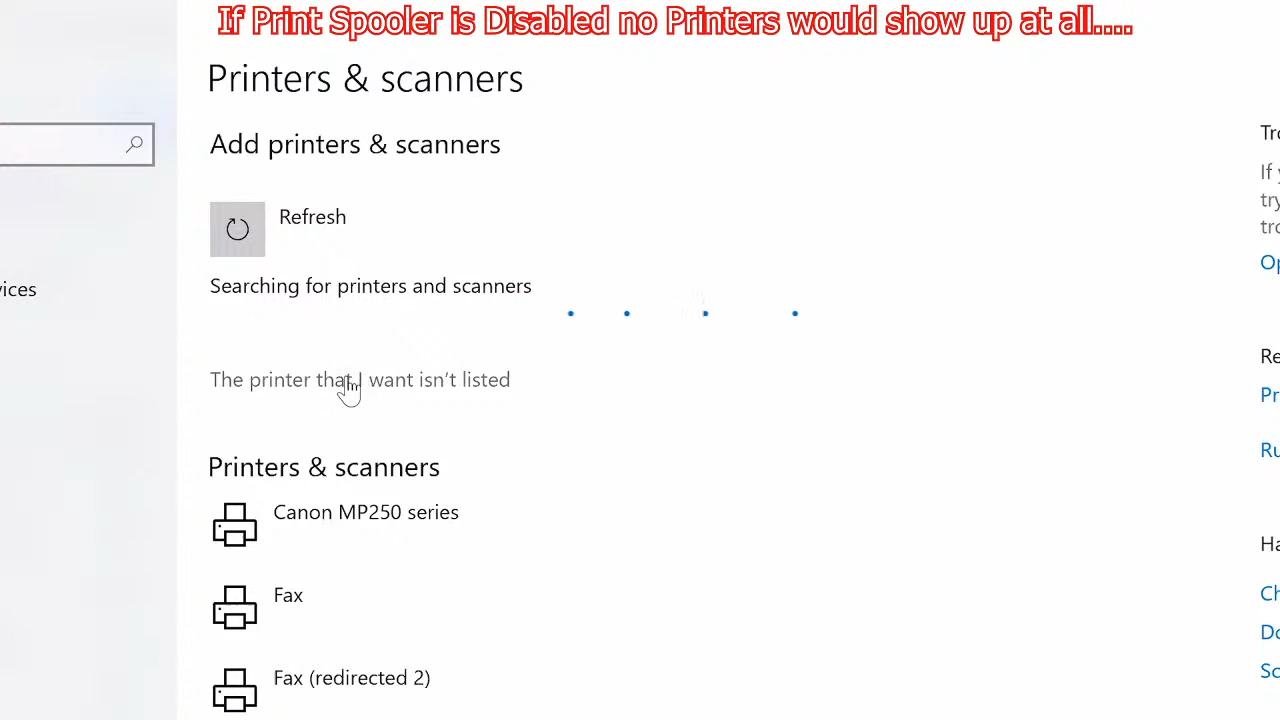 If Print Spooler is Disabled no Printers would show up at all....
Printers & scanners
Add printers & scanners
Refresh
Searching for printers and scanners
The printer that I want isn't listed
Printers & scanners
Canon MP250 series
Fax
Fax (redirected 2)
If